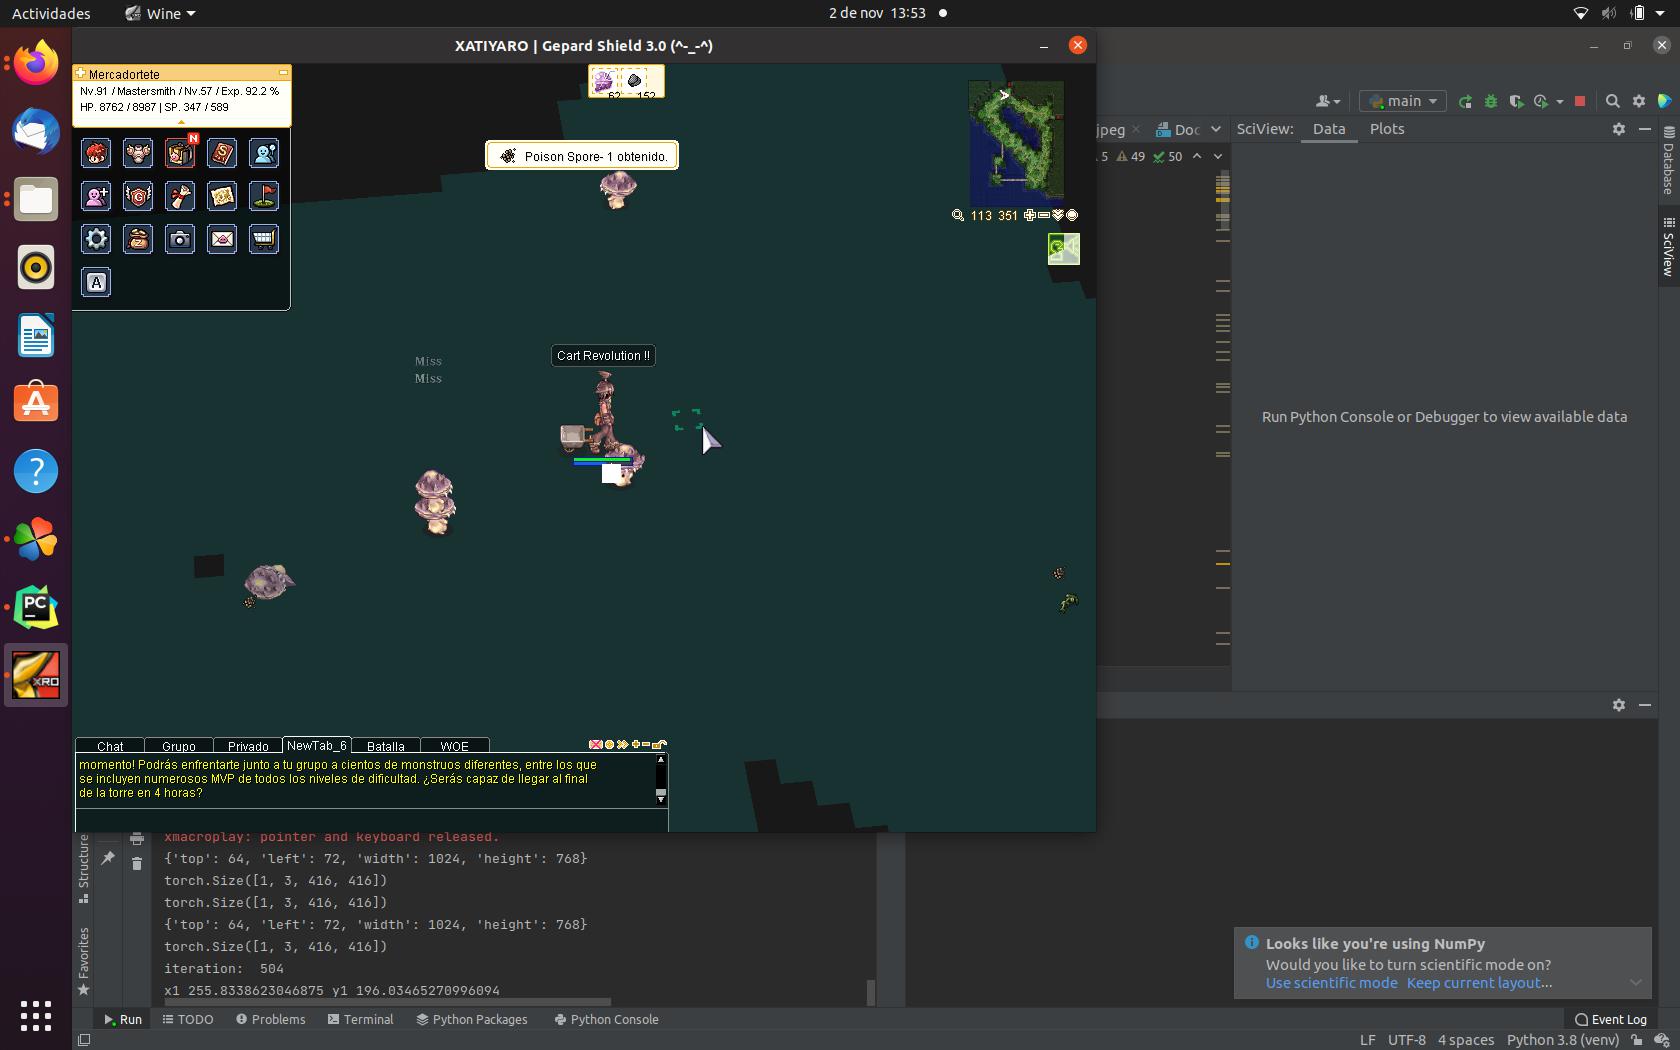 Actividades
Wine
2 de nov 13:53
XATIYARO | Gepard Shield 3.0 (^-_-^)
Mercadortete
Nv.91 / Mastersmith / Nv.57 / Exp. 92.2 %
HP. 8762 / 8987 | SP. 347 / 589
N
A
62
152
Poison Spore- 1 obtenido.
113 351
Miss
Miss
Cart Revolution !!
main
jpeg
Doc
SciView:
Data
Plots
5
49
50
Run Python Console or Debugger to view available data
Database
SciView
PC
XRO
Chat
Grupo
Privado
NewTab_6
Batalla
WOE
momento! Podrás enfrentarte junto a tu grupo a cientos de monstruos diferentes, entre los que
se incluyen numerosos MVP de todos los niveles de dificultad. ¿Serás capaz de llegar al final
de la torre en 4 horas?
xmacroplay: pointer and keyboard released.
{'top': 64, 'left': 72, 'width': 1024, 'height': 768}
torch.Size([1, 3, 416, 416])
torch.Size([1, 3, 416, 416])
{'top': 64, 'left': 72, 'width': 1024, 'height': 768}
torch.Size([1, 3, 416, 416])
iteration:  504
x1 255.8338623046875 y1 196.03465270996094
Structure
Favorites
Looks like you're using NumPy
Would you like to turn scientific mode on?
Use scientific mode
Keep current layout...
Run
TODO
Problems
Terminal
Python Packages
Python Console
Event Log
LF
UTF-8
4 spaces
Python 3.8 (venv)